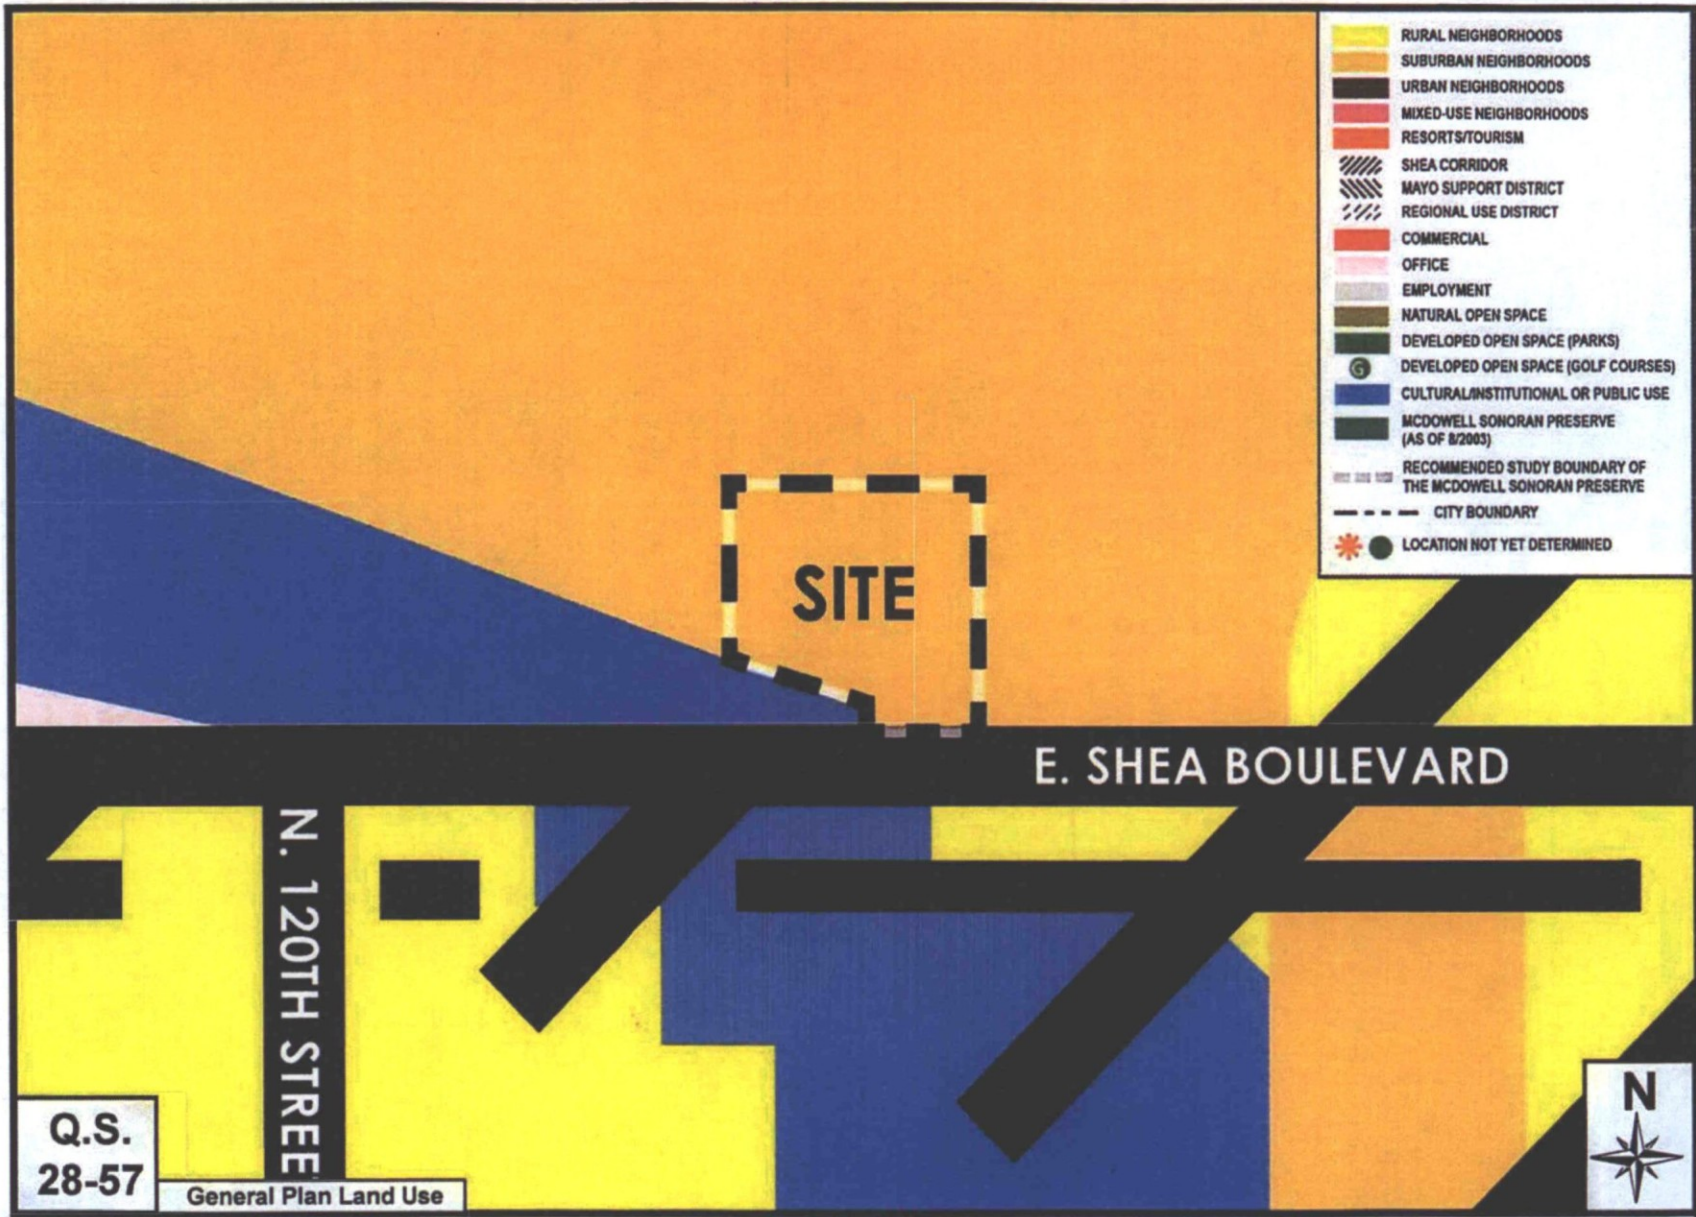 RURAL NEIGHBORHOODS
SUBURBAN NEIGHBORHOODS
URBAN NEIGHBORHOODS
MIXED-USE NEIGHBORHOODS
RESORTS/TOURISM
SHEA CORRIDOR
MAYO SUPPORT DISTRICT
REGIONAL USE DISTRICT
COMMERCIAL
OFFICE
EMPLOYMENT
NATURAL OPEN SPACE
DEVELOPED OPEN SPACE (PARKS)
G DEVELOPED OPEN SPACE (GOLF COURSES)
CULTURAL/INSTITUTIONAL OR PUBLIC USE
MCDOWELL SONORAN PRESERVE
(AS OF 8/2003)
RECOMMENDED STUDY BOUNDARY OF
THE MCDOWELL SONORAN PRESERVE
CITY BOUNDARY
LOCATION NOT YET DETERMINED
SITE
E. SHEA BOULEVARD
N. 120TH STREE
Q.S.
28-57
General Plan Land Use
N